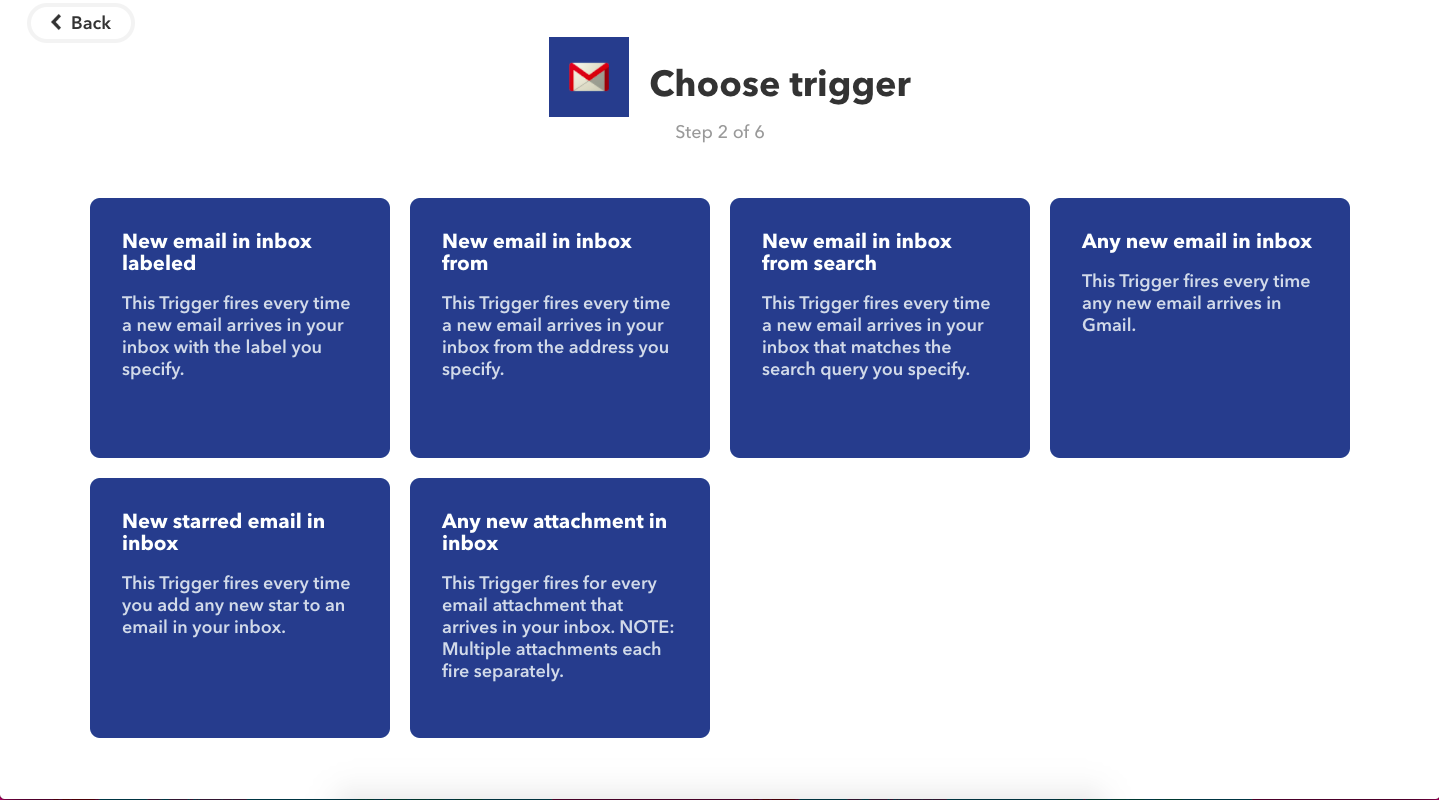 Back
Choose trigger
Step 2 of 6
New email in inbox
labeled
This Trigger fires every time
a new email arrives in your
inbox with the label you
specify.
New email in inbox
from
This Trigger fires every time
a new email arrives in your
inbox from the address you
specify.
New email in inbox
from search
This Trigger fires every time
a new email arrives in your
inbox that matches the
search query you specify.
Any new email in inbox
This Trigger fires every time
any new email arrives in
Gmail.
New starred email in
inbox
This Trigger fires every time
you add any new star to an
email in your inbox.
Any new attachment in
inbox
This Trigger fires for every
email attachment that
arrives in your inbox. NOTE:
Multiple attachments each
fire separately.